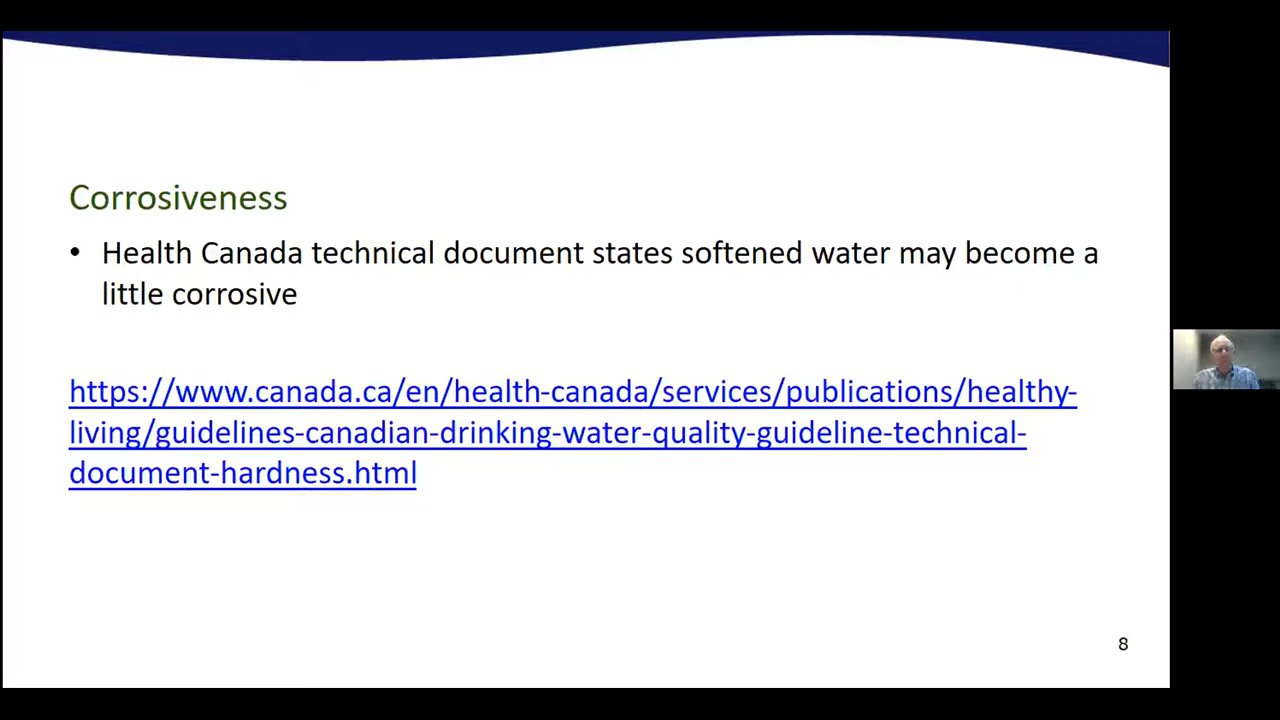 Corrosiveness
• Health Canada technical document states softened water may become a
little corrosive
https://www.canada.ca/en/health-canada/services/publications/healthy-
living/guidelines-canadian-drinking-water-quality-guideline-technical-
document-hardness.html
8